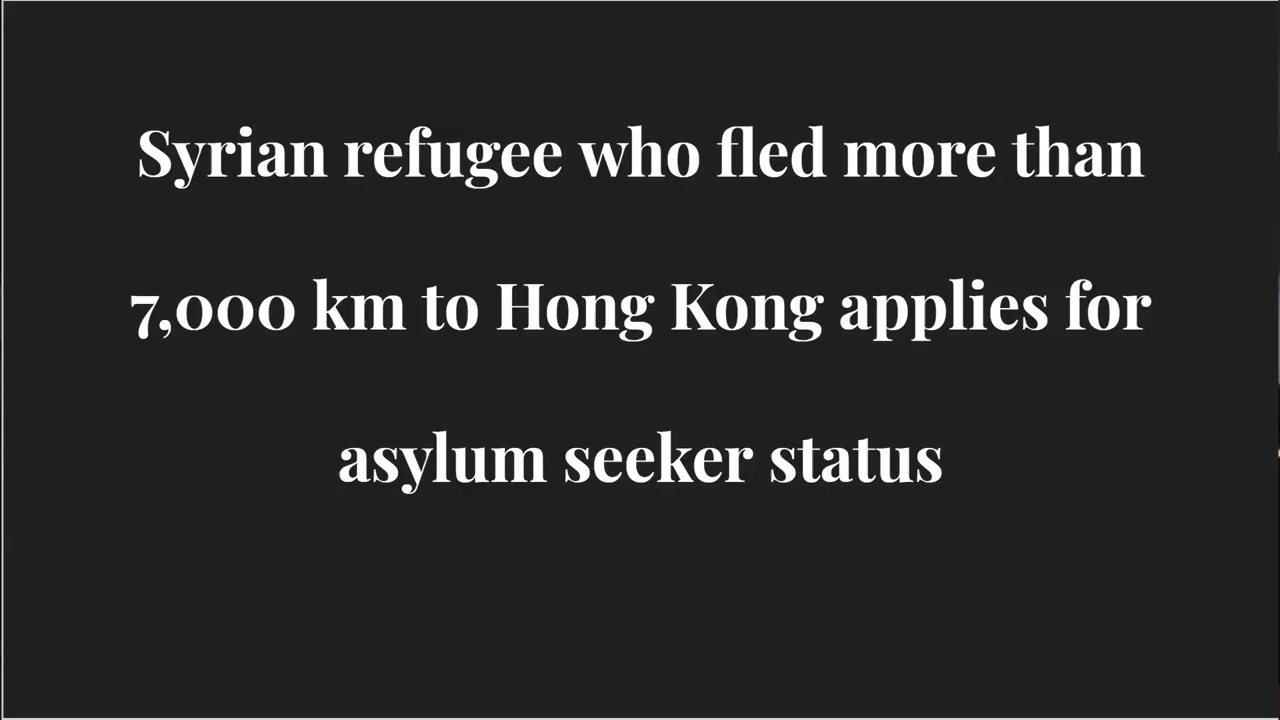 Syrian refugee who fled more than
7,000 km to Hong Kong applies for
asylum seeker status